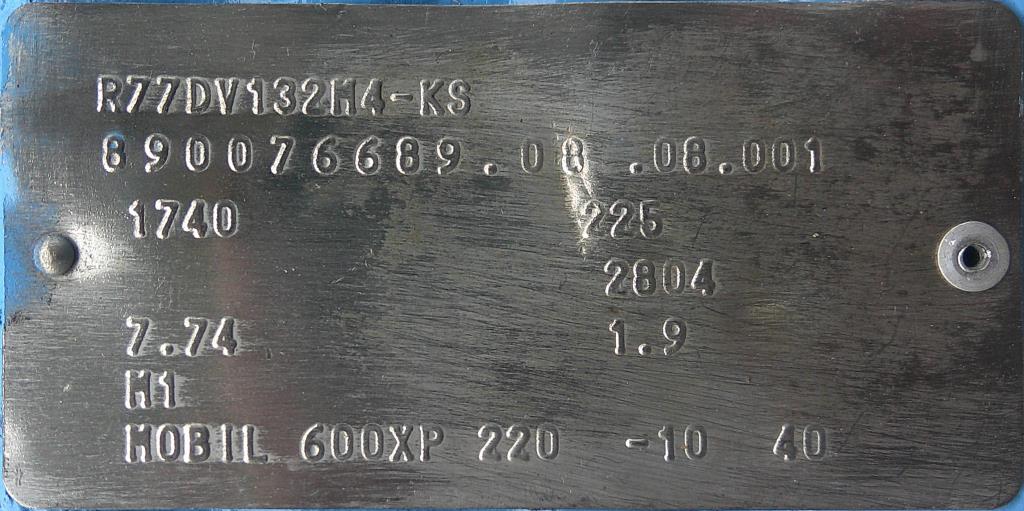 R77DV132M4-KS
890076689.08 .08.001
1740 225
2804
7.74 1.9
M1
MOBIL 600XP 220 -10 40